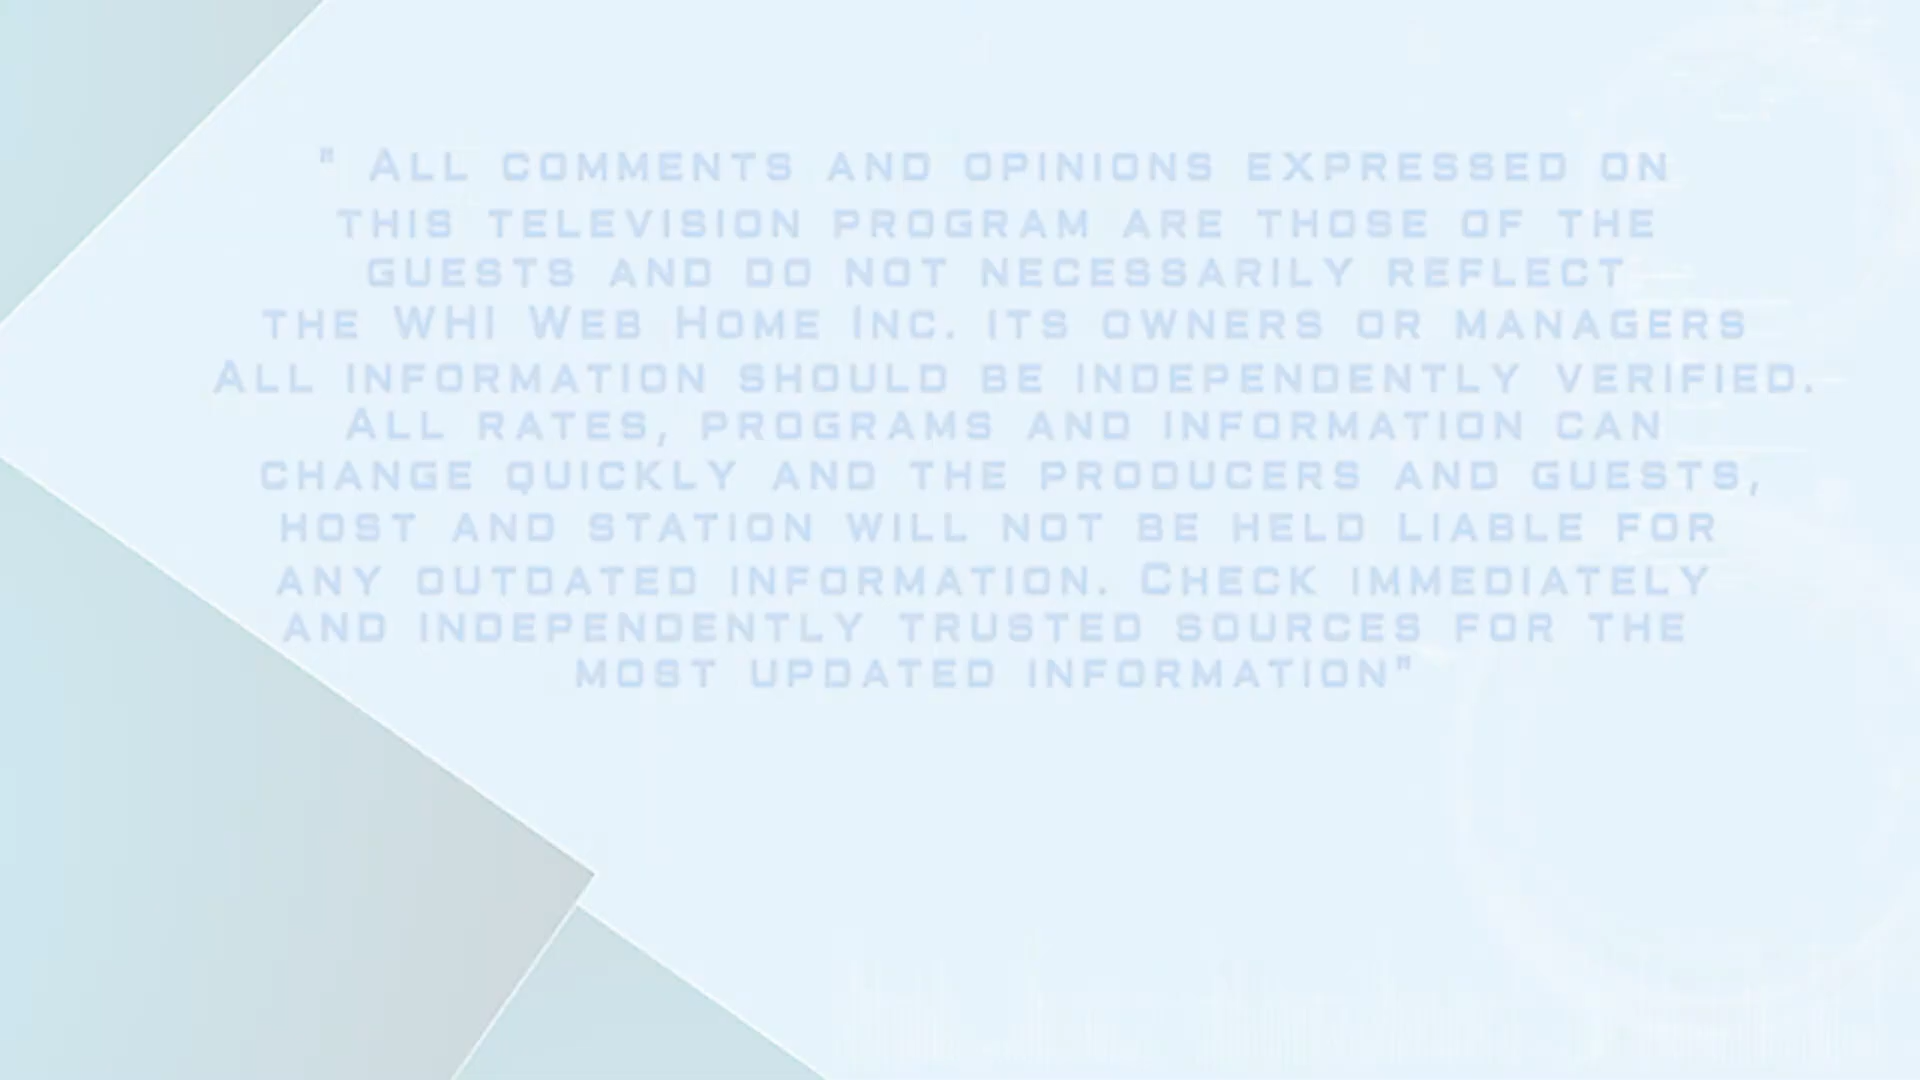 " All comments and opinions expressed on
this television program are those of the
guests and do not necessarily reflect
the WHI Web Home Inc. its owners or managers
All information should be independently verified.
All rates, programs and information can
change quickly and the producers and guests,
host and station will not be held liable for
any outdated information. Check immediately
and independently trusted sources for the
most updated information"